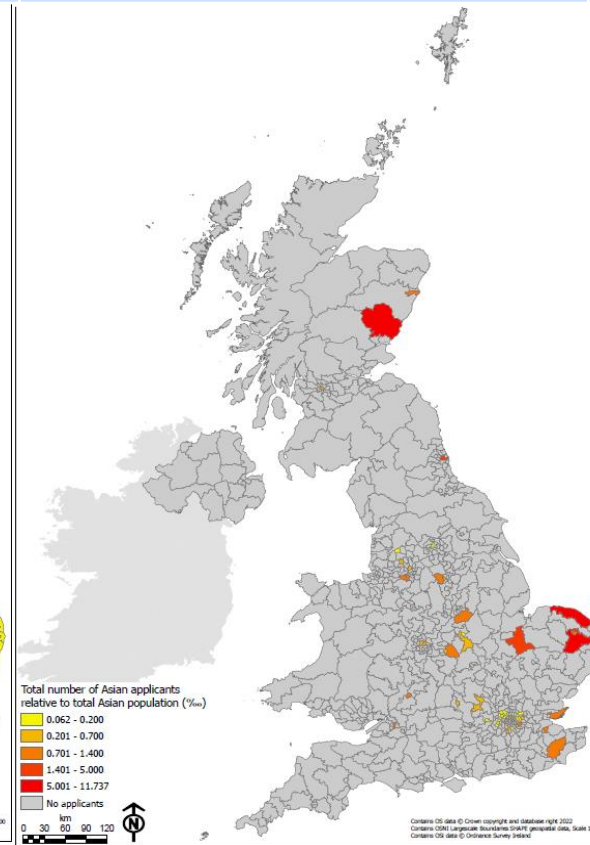 Total number of Asian applicants
relative to total Asian population (‱)
0.062 - 0.200
0.201 - 0.700
0.701 - 1.400
1.401 - 5.000
5.001 - 11.737
No applicants
km
0 30 60 90 120
N
Contains OS data © Crown copyright and database right 2022
Contains OSNI Largescale Boundaries SHAPE geospatial data, Scale 1
Contains OSi data © Ordnance Survey Ireland